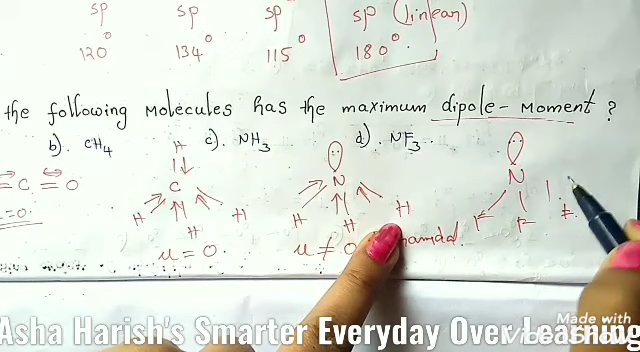 sp sp sp sp (linear)
120° 134° 115° 180°.
the following molecules has the maximum dipole-Moment ?
b). CH4 c). NH3 d). NF3.
H
=C=O C N N
H H H H H H F F F
=0. u = 0. u ≠ 0
Asha Harish's Smarter Everyday Over Learning
Made with